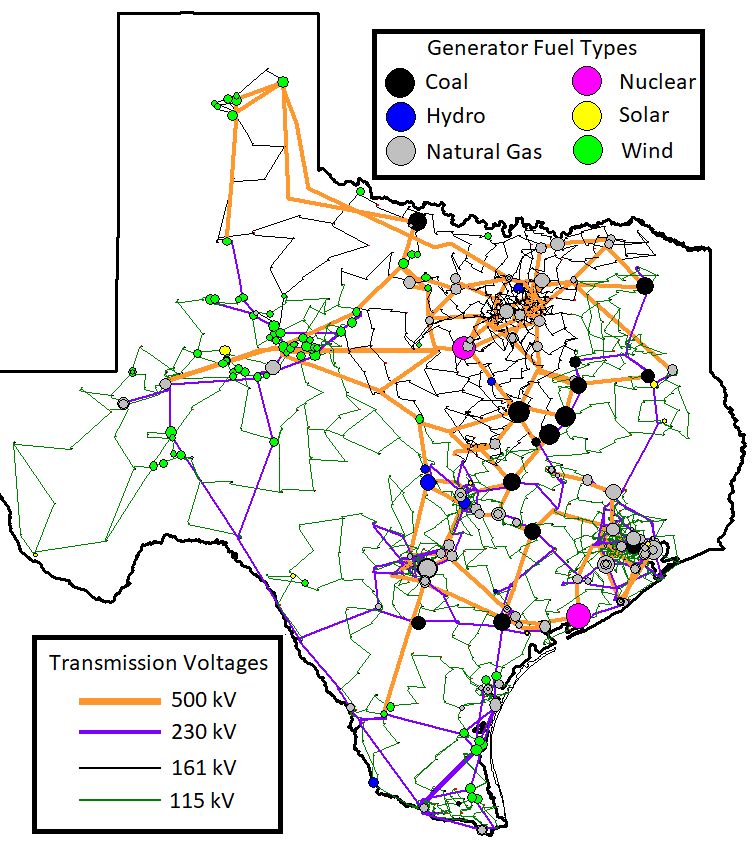 Generator Fuel Types
Coal
Nuclear
Hydro
Solar
Natural Gas
Wind
Transmission Voltages
500 kV
230 kV
161 kV
115 kV